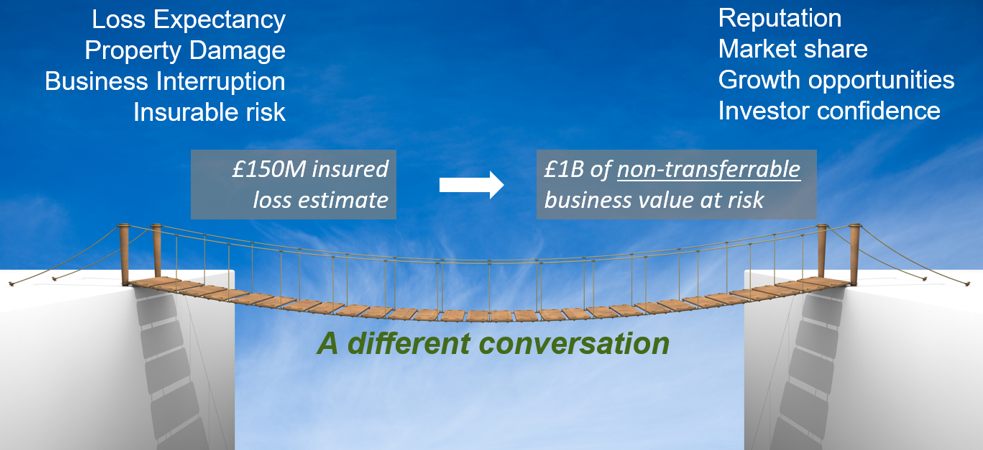 Loss Expectancy
Property Damage
Business Interruption
Insurable risk
Reputation
Market share
Growth opportunities
Investor confidence
£150M insured
loss estimate
£1B of non-transferrable
business value at risk
A different conversation